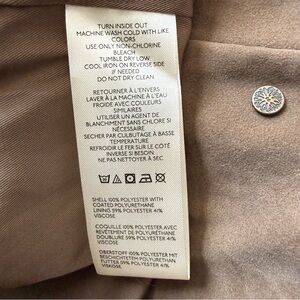 TURN INSIDE OUT
MACHINE WASH COLD WITH LIKE
COLORS
USE ONLY NON-CHLORINE
BLEACH
TUMBLE DRY LOW
COOL IRON ON REVERSE SIDE
IF NEEDED
DO NOT DRY CLEAN
RETOURNER À L'ENVERS
LAVER À LA MACHINE À L'EAU
FROIDE AVEC COULEURS
SIMILAIRES
UTILISER UN AGENT DE
BLANCHIMENT SANS CHLORE SI
NÉCESSAIRE
SÉCHER PAR CULBUTAGE À BASSE
TEMPÉRATURE
REFROIDIR LE FER SUR LE CÔTÉ
INVERSE SI BESOIN
NE PAS NETTOYER À SEC
SHELL 100% POLYESTER WITH
COATED POLYURETHANE
LINING 59% POLYESTER 41%
VISCOSE
COQUILLE 100% POLYESTER AVEC
REVÊTEMENT DE POLYURÉTHANE
DOUBLURE 59% POLYESTER 41%
VISCOSE
OBERSTOFF 100% POLYESTER MIT
BESCHICHTETEM POLYURETHAN
FUTTER 59% POLYESTER 41%
VISKOSE